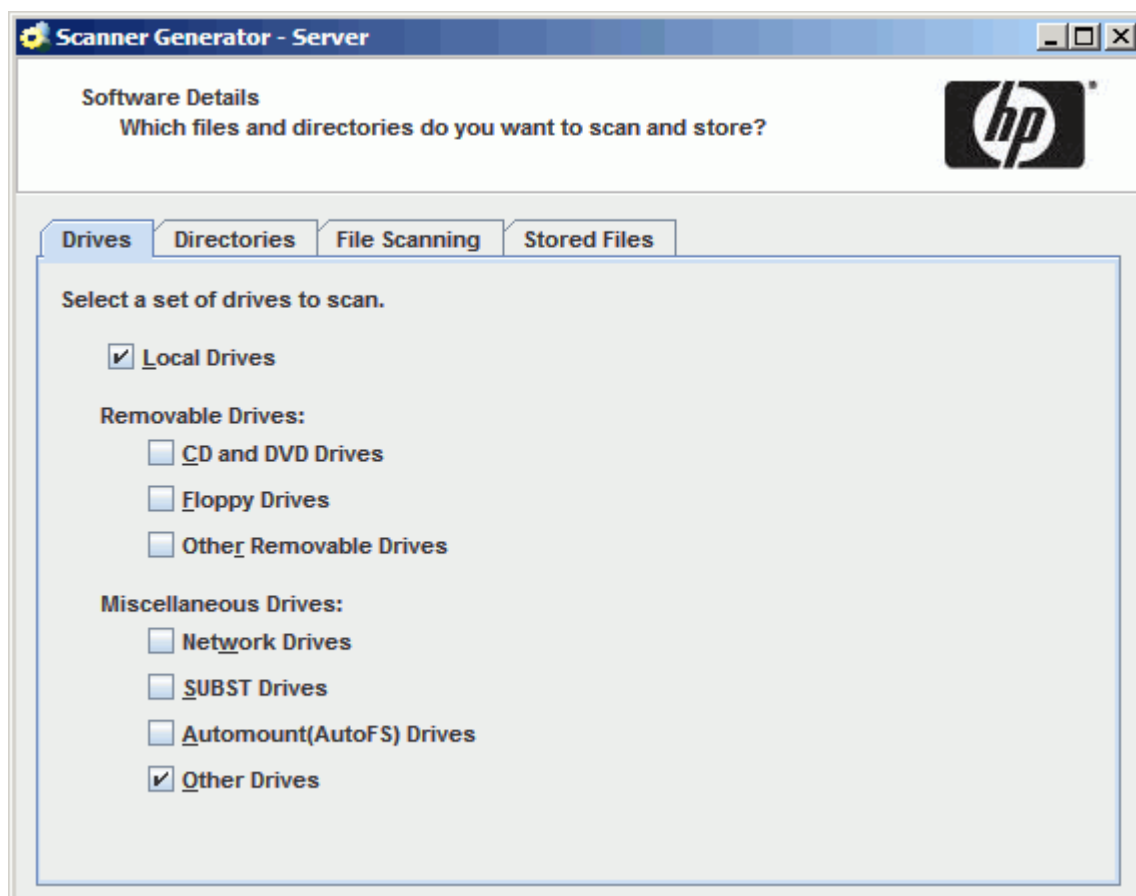 Scanner Generator - Server
Software Details
Which files and directories do you want to scan and store?
hp
Drives
Directories
File Scanning
Stored Files
Select a set of drives to scan.
Local Drives
Removable Drives:
CD and DVD Drives
Floppy Drives
Other Removable Drives
Miscellaneous Drives:
Network Drives
SUBST Drives
Automount(AutoFS) Drives
Other Drives